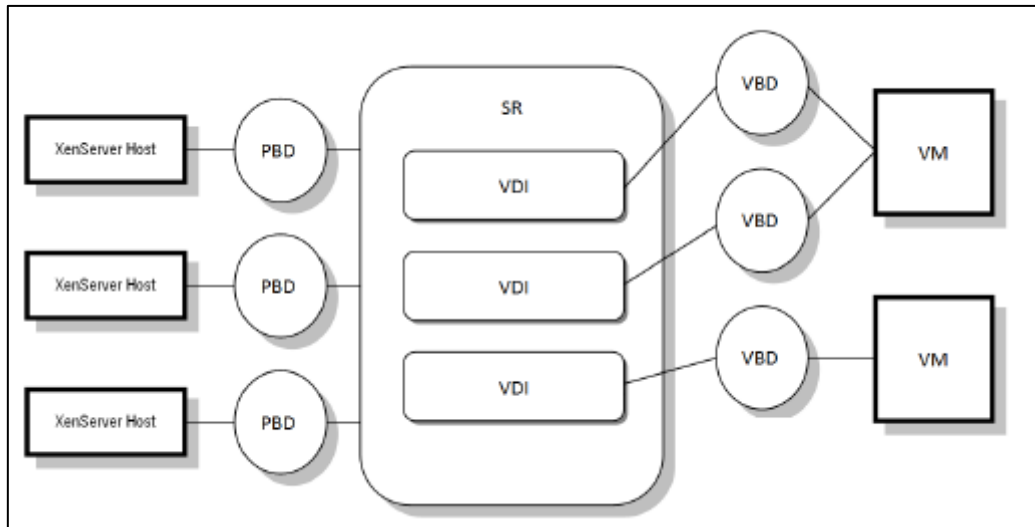 SR
VBD
XenServer Host
PBD
VDI
VM
VBD
XenServer Host
PBD
VDI
VBD
VM
XenServer Host
PBD
VDI